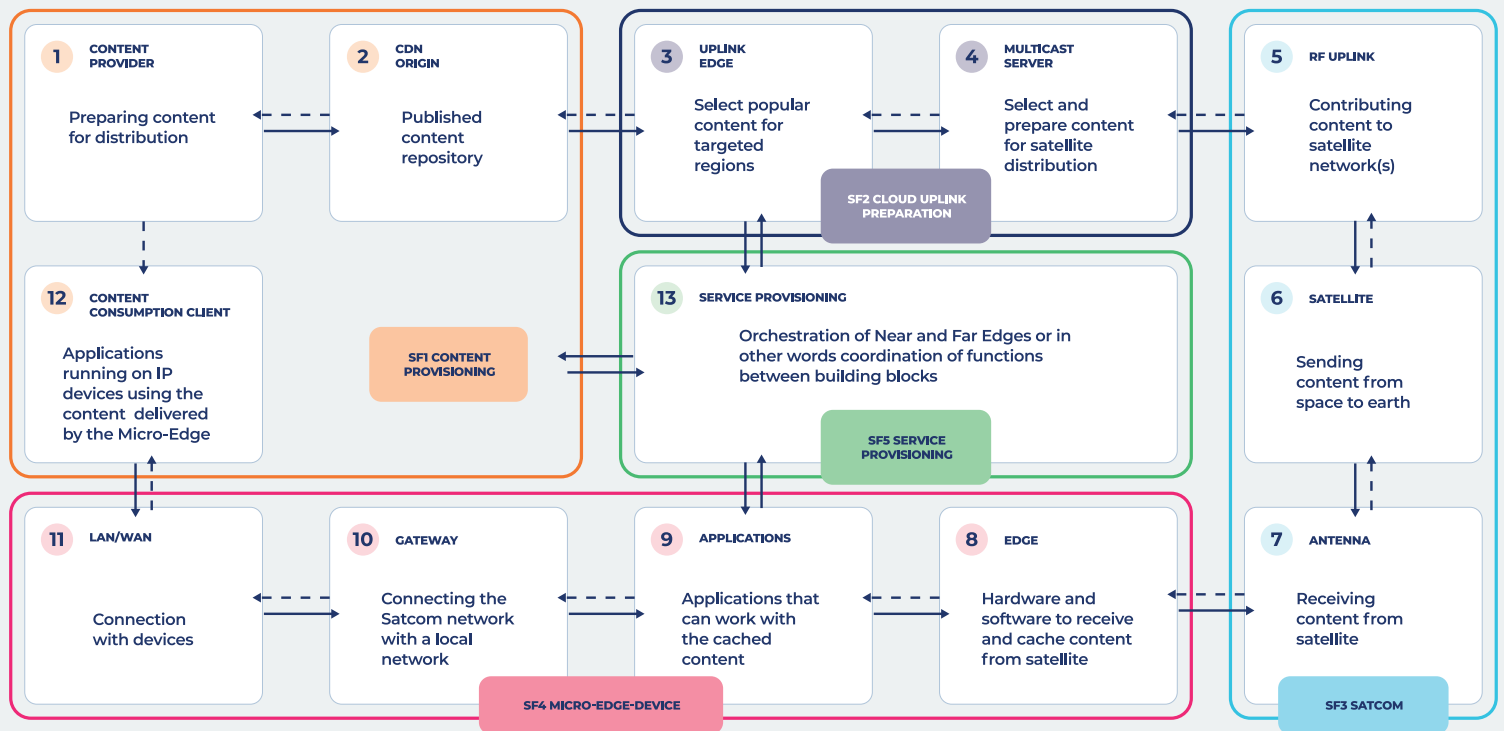 1
CONTENT
PROVIDER
Preparing content
for distribution
2
CDN
ORIGIN
Published
content
repository
3
UPLINK
EDGE
Select popular
content for
targeted
regions
4
MULTICAST
SERVER
Select and
prepare content
for satellite
distribution
SF2 CLOUD UPLINK
PREPARATION
5
RF UPLINK
Contributing
content to
satellite
network(s)
12
CONTENT
CONSUMPTION CLIENT
Applications
running on IP
devices using the
content delivered
by the Micro-Edge
SF1 CONTENT
PROVISIONING
13
SERVICE PROVISIONING
Orchestration of Near and Far Edges or in
other words coordination of functions
between building blocks
SF5 SERVICE
PROVISIONING
6
SATELLITE
Sending
content from
space to earth
11
LAN/WAN
Connection
with devices
10
GATEWAY
Connecting the
Satcom network
with a local
network
9
APPLICATIONS
Applications that
can work with
the cached
content
8
EDGE
Hardware and
software to receive
and cache content
from satellite
SF4 MICRO-EDGE-DEVICE
7
ANTENNA
Receiving
content from
satellite
SF3 SATCOM